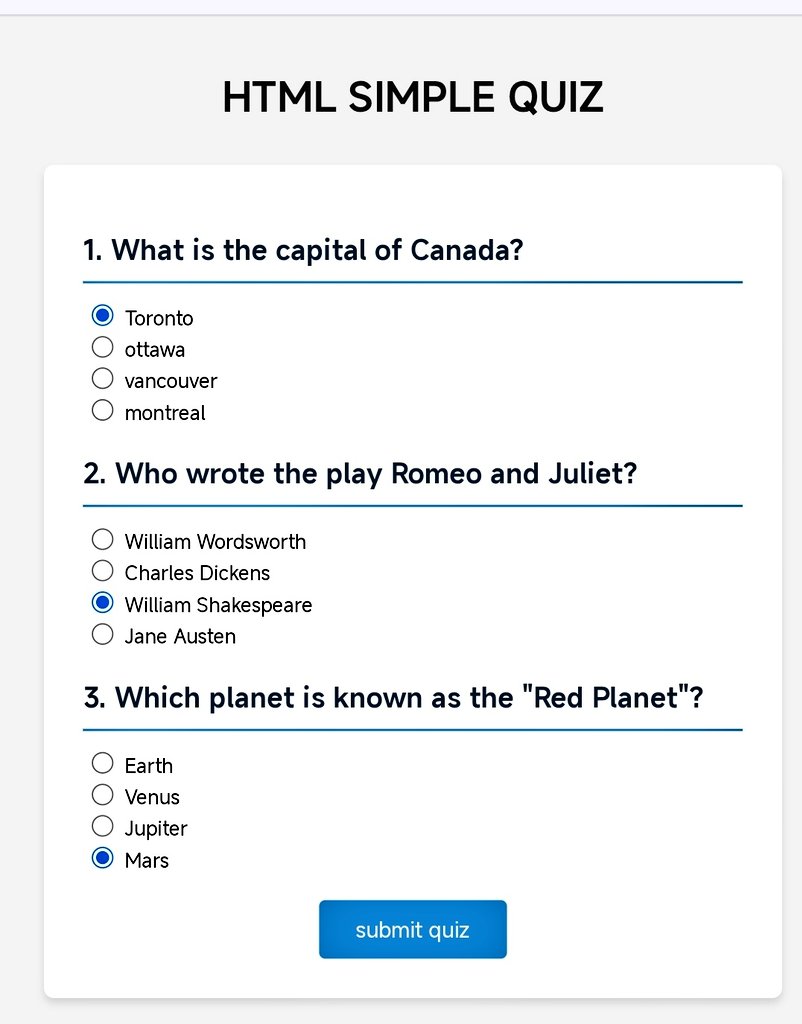 HTML SIMPLE QUIZ
1. What is the capital of Canada?
Toronto
ottawa
vancouver
montreal
2. Who wrote the play Romeo and Juliet?
William Wordsworth
Charles Dickens
William Shakespeare
Jane Austen
3. Which planet is known as the "Red Planet"?
Earth
Venus
Jupiter
Mars
submit quiz